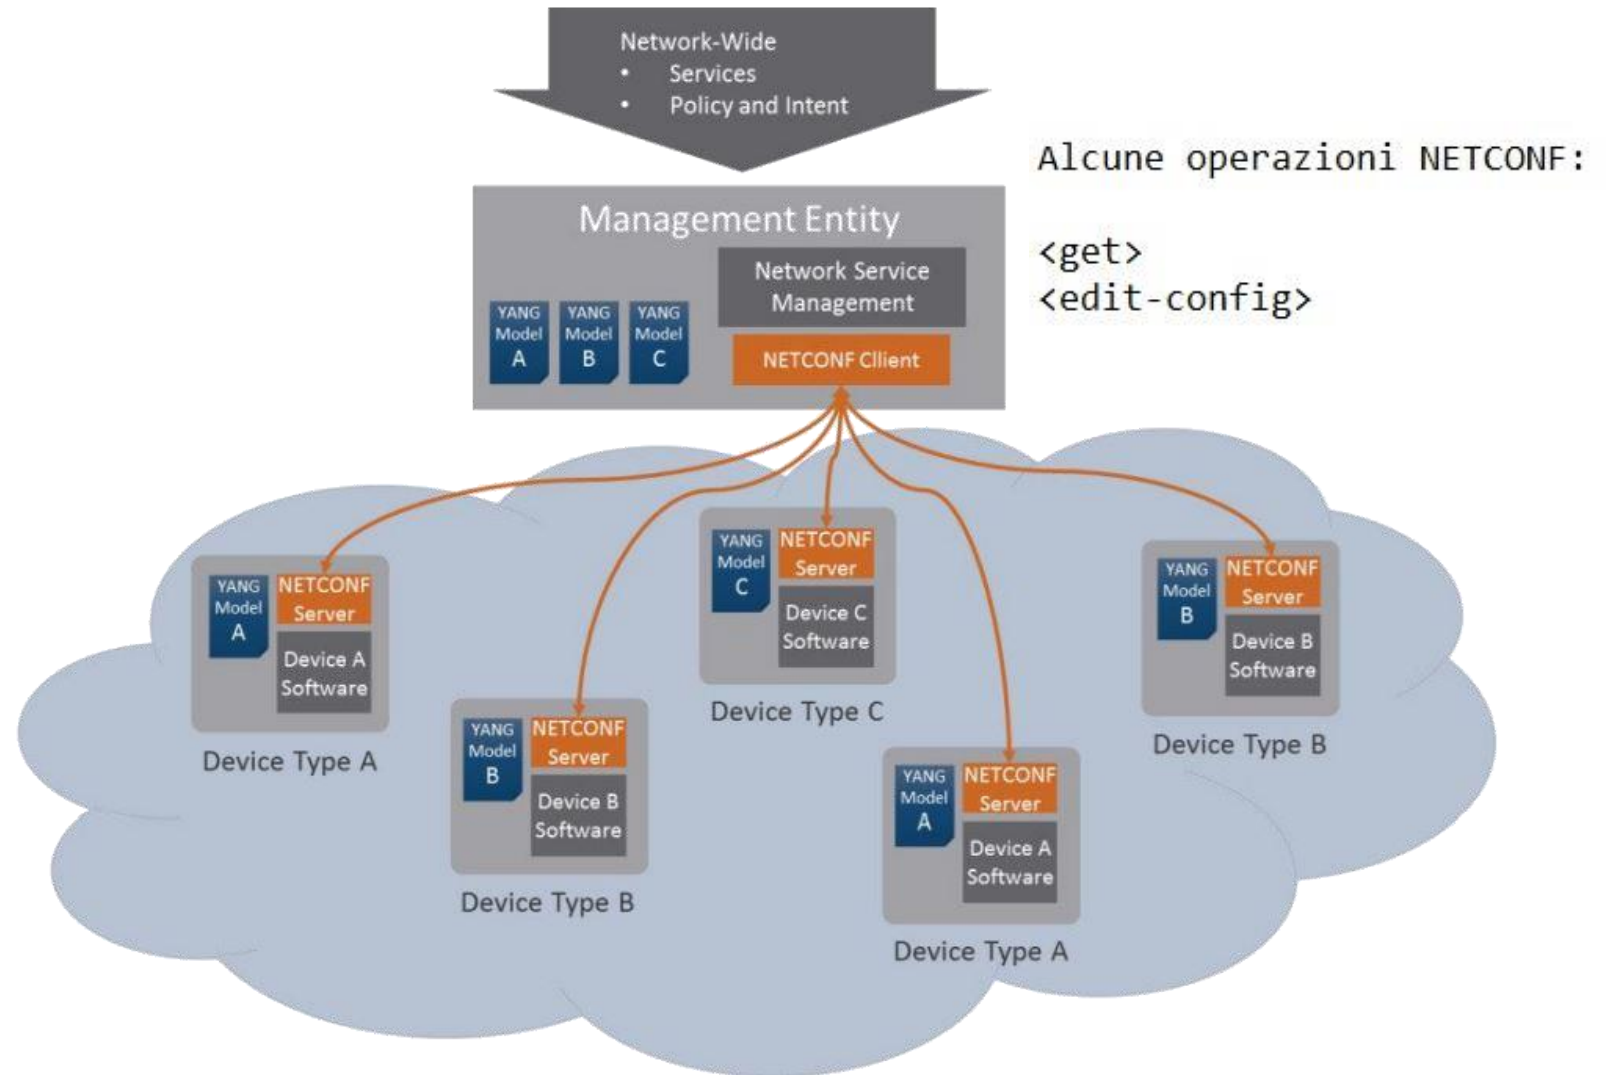 Network-Wide
• Services
• Policy and Intent
Alcune operazioni NETCONF:
<get>
<edit-config>
Management Entity
Network Service
Management
YANG
Model
A
YANG
Model
B
YANG
Model
C
NETCONF Cllient
YANG
Model
A
NETCONF
Server
Device A
Software
Device Type A
YANG
Model
B
NETCONF
Server
Device B
Software
Device Type B
YANG
Model
C
NETCONF
Server
Device C
Software
Device Type C
YANG
Model
A
NETCONF
Server
Device A
Software
Device Type A
YANG
Model
B
NETCONF
Server
Device B
Software
Device Type B